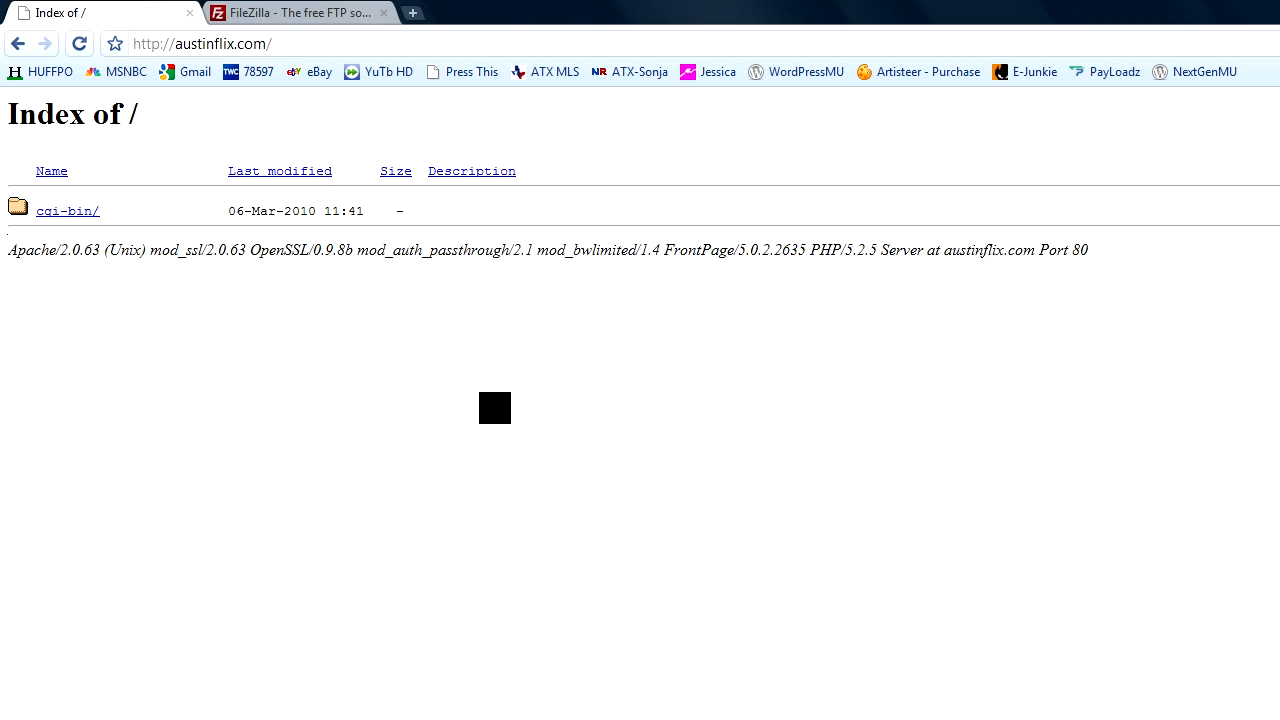 Index of /
FileZilla - The free FTP so...
http://austinflix.com/
HUFFPO MSNBC Gmail TWC 78597 eBay YuTb HD Press This ATX MLS NR ATX-Sonja Jessica WordPressMU Artisteer - Purchase E-Junkie PayLoadz NextGenMU
Index of /
Name Last modified Size Description
cgi-bin/ 06-Mar-2010 11:41 -
Apache/2.0.63 (Unix) mod_ssl/2.0.63 OpenSSL/0.9.8b mod_auth_passthrough/2.1 mod_bwlimited/1.4 FrontPage/5.0.2.2635 PHP/5.2.5 Server at austinflix.com Port 80